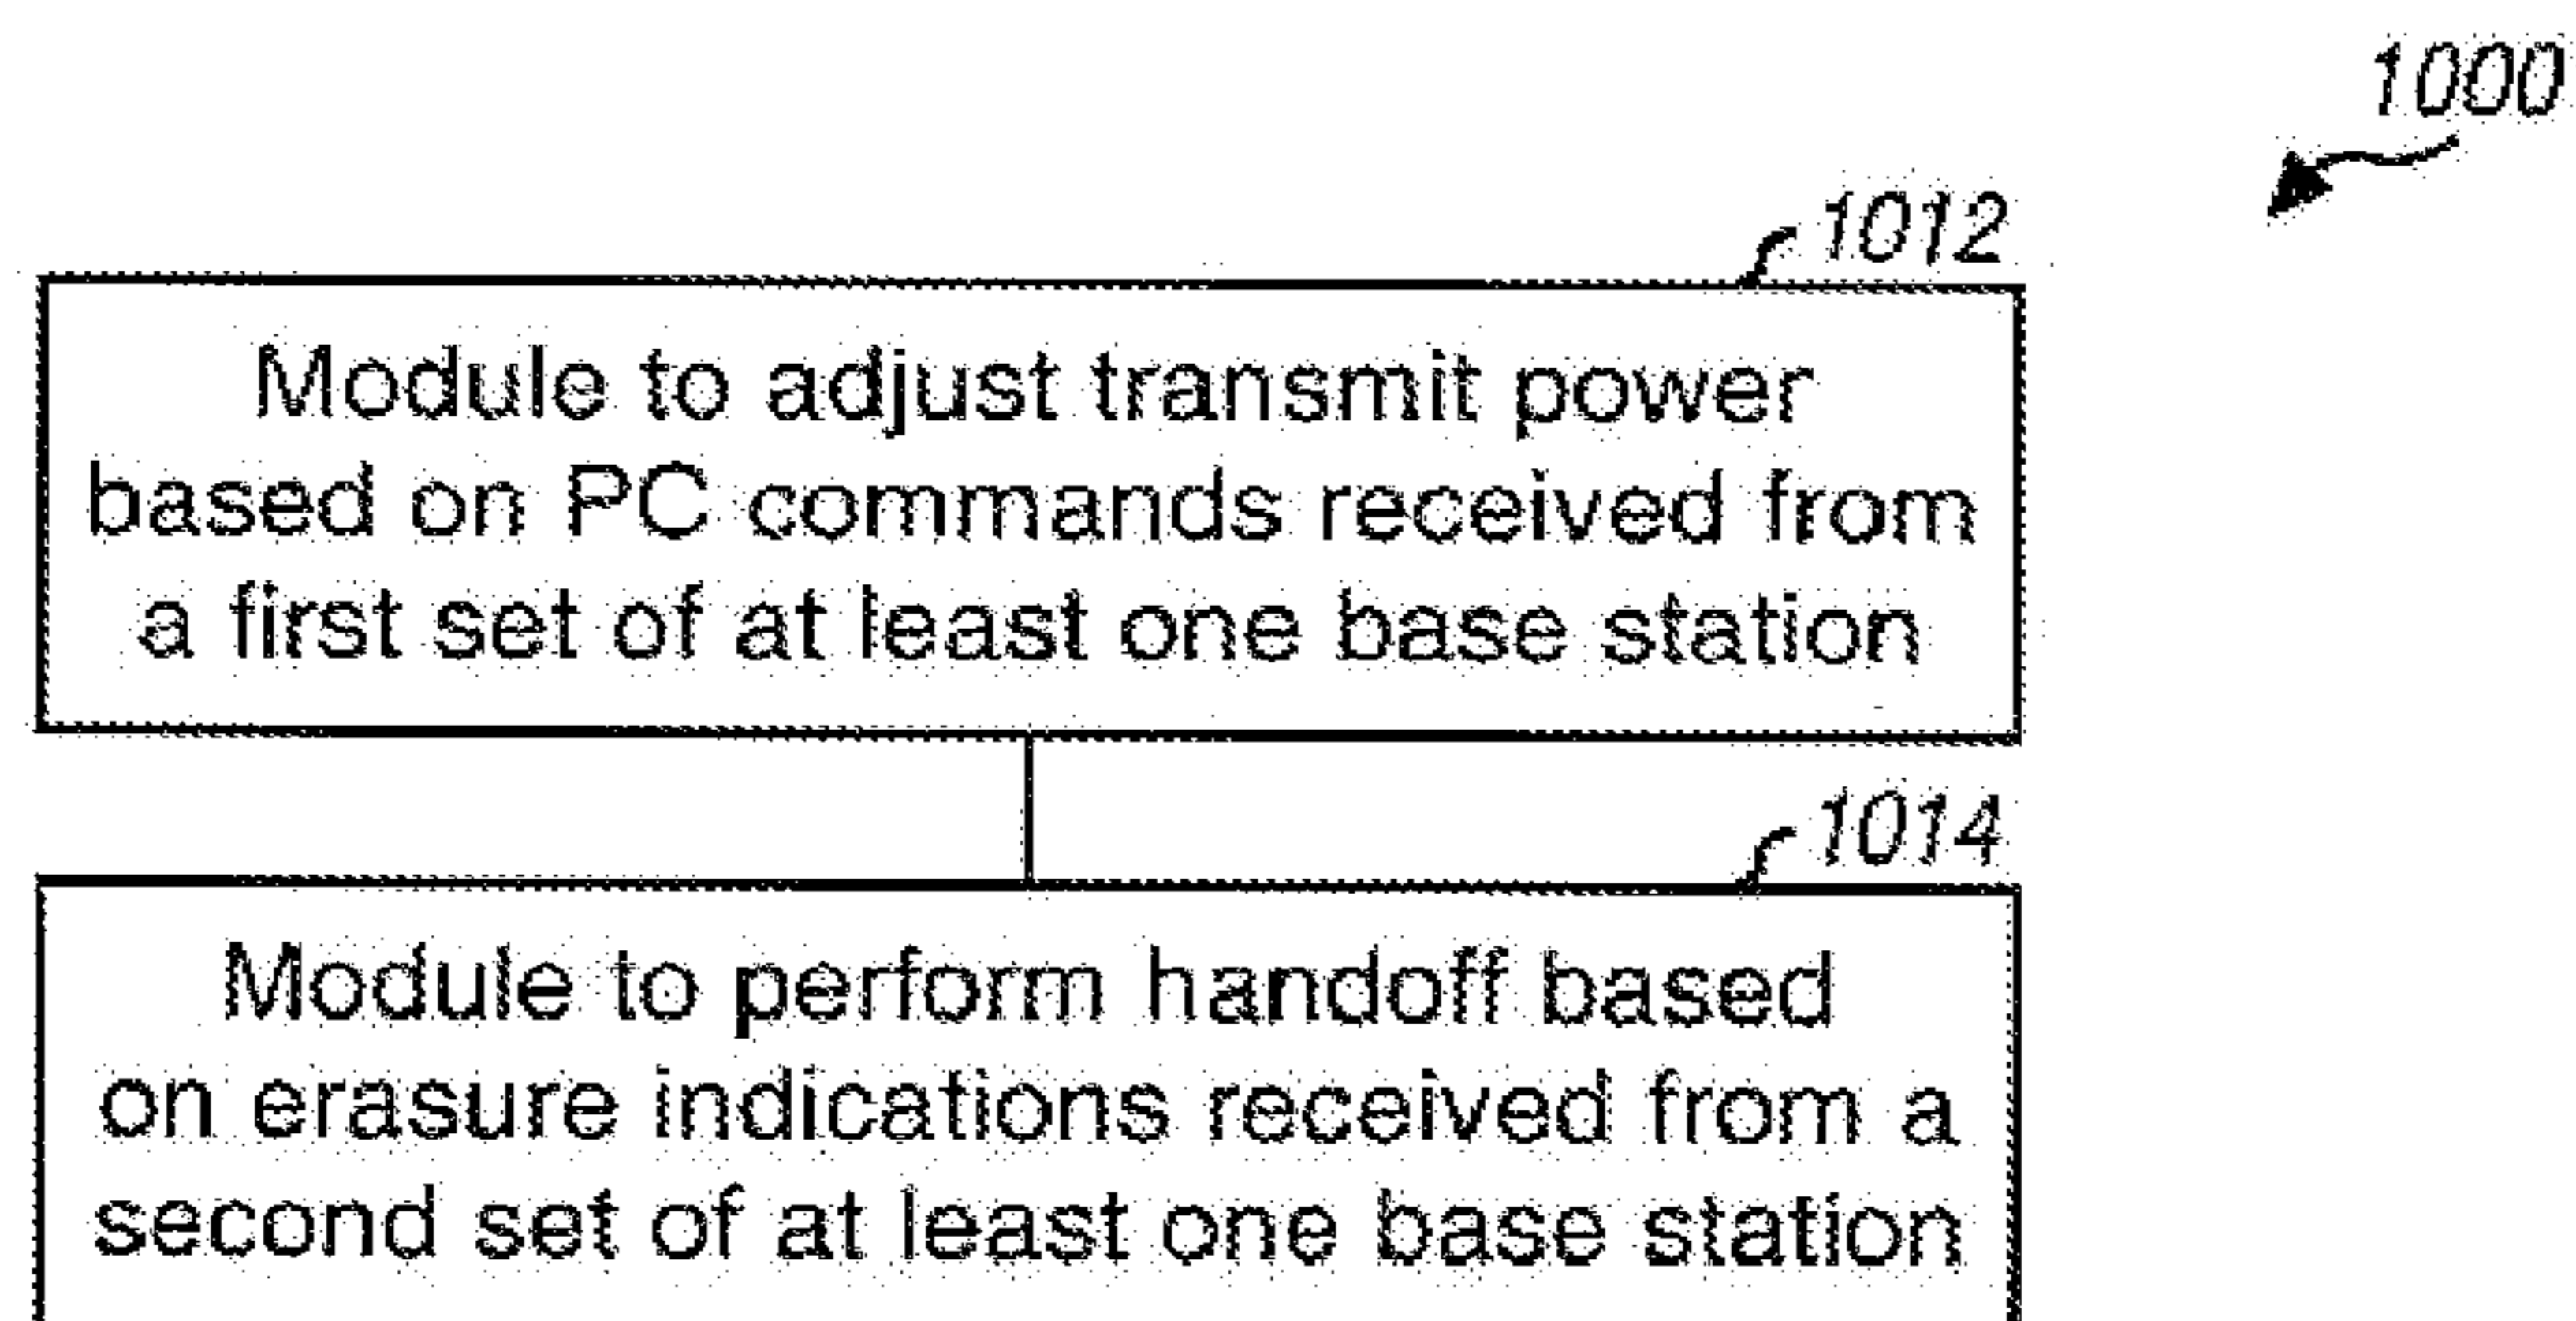 1000
1012
Module to adjust transmit power
based on PC commands received from
a first set of at least one base station
1014
Module to perform handoff based
on erasure indications received from a
second set of at least one base station